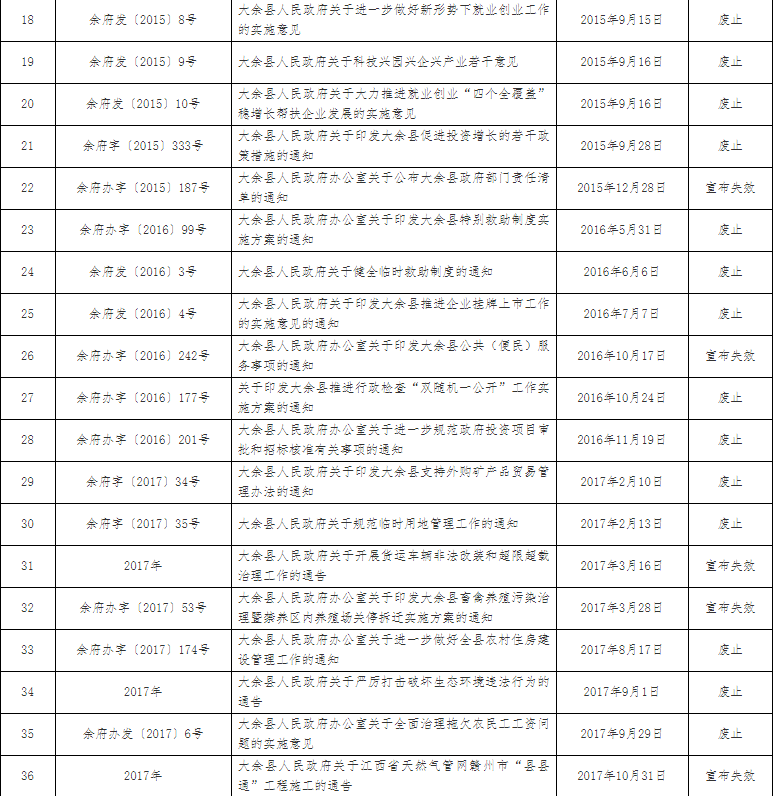 18 余府发〔2015〕8号 大余县人民政府关于进一步做好新形势下就业创业工作 2015年9月15日 废止
的实施意见
19 余府发〔2015〕9号 大余县人民政府关于科技兴园兴企兴产业若干意见 2015年9月16日 废止
20 余府发〔2015〕10号 大余县人民政府关于大力推进就业创业“四个全覆盖” 2015年9月16日 废止
稳增长帮扶企业发展的实施意见
21 余府字〔2015〕333号 大余县人民政府关于印发大余县促进投资增长的若干政 2015年9月28日 废止
策措施的通知
22 余府办字〔2015〕187号 大余县人民政府办公室关于公布大余县政府部门责任清 2015年12月28日 宣布失效
单的通知
23 余府办字〔2016〕99号 大余县人民政府办公室关于印发大余县特别救助制度实 2016年5月31日 废止
施方案的通知
24 余府发〔2016〕3号 大余县人民政府关于健全临时救助制度的通知 2016年6月6日 废止
25 余府发〔2016〕4号 大余县人民政府关于印发大余县推进企业挂牌上市工作 2016年7月7日 废止
的实施意见的通知
26 余府办字〔2016〕242号 大余县人民政府办公室关于印发大余县公共（便民）服 2016年10月17日 宣布失效
务事项的通知
27 余府办字〔2016〕177号 关于印发大余县推进行政检查“双随机一公开”工作实 2016年10月24日 废止
施方案的通知
28 余府办字〔2016〕201号 大余县人民政府办公室关于进一步规范政府投资项目审 2016年11月19日 废止
批和招标核准有关事项的通知
29 余府字〔2017〕34号 大余县人民政府关于印发大余县支持外购矿产品贸易管 2017年2月10日 废止
理办法的通知
30 余府字〔2017〕35号 大余县人民政府关于规范临时用地管理工作的通知 2017年2月13日 废止
31 2017年 大余县人民政府关于开展货运车辆非法改装和超限超载 2017年3月16日 宣布失效
治理工作的通告
32 余府办字〔2017〕53号 大余县人民政府办公室关于印发大余县畜禽养殖污染治 2017年3月28日 宣布失效
理暨禁养区内养殖场关停拆迁实施方案的通知
33 余府办字〔2017〕174号 大余县人民政府办公室关于进一步做好全县农村住房建 2017年8月17日 废止
设管理工作的通知
34 2017年 大余县人民政府关于严厉打击破坏生态环境违法行为的 2017年9月1日 废止
通告
35 余府办发〔2017〕6号 大余县人民政府办公室关于全面治理拖欠农民工工资问 2017年9月29日 废止
题的实施意见
36 2017年 大余县人民政府关于江西省天然气管网赣州市“县县 2017年10月31日 宣布失效
通”工程施工的通告